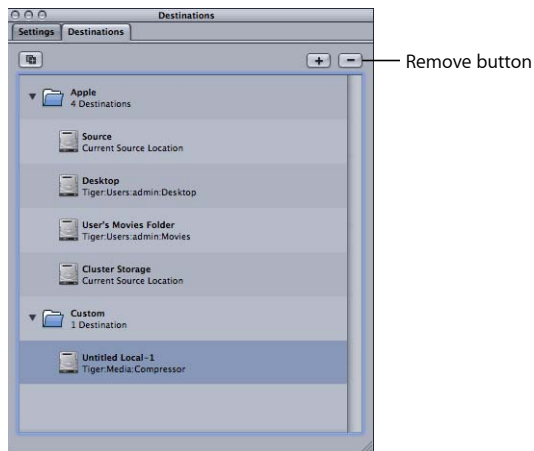 Destinations
Settings Destinations
+ −
Remove button
Apple
4 Destinations
Source
Current Source Location
Desktop
Tiger:Users:admin:Desktop
User's Movies Folder
Tiger:Users:admin:Movies
Cluster Storage
Current Source Location
Custom
1 Destination
Untitled Local-1
Tiger:Media:Compressor